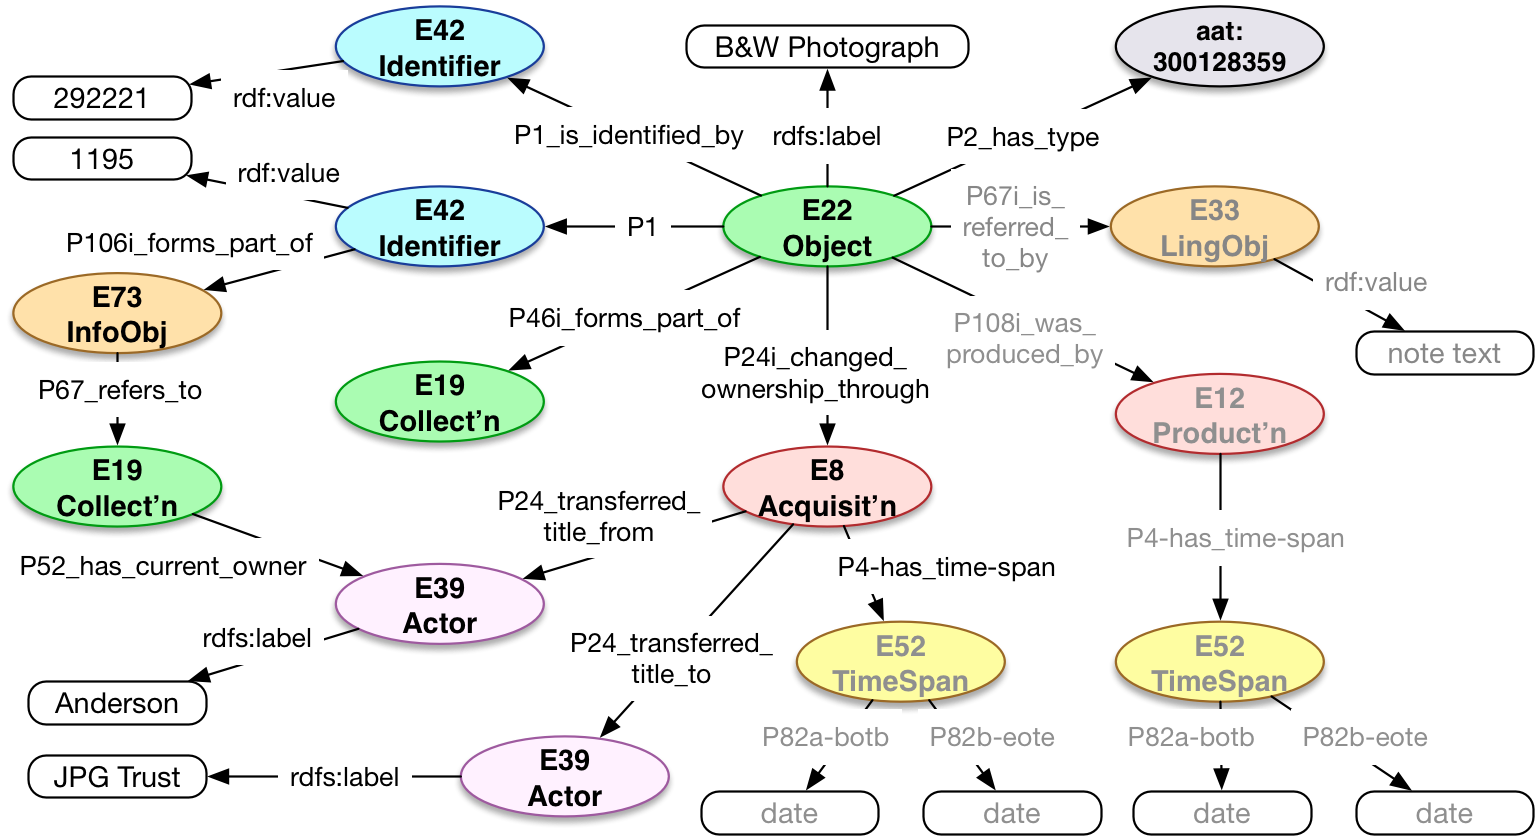 E42
Identifier
B&W Photograph
aat:
300128359
292221
rdf:value
P1_is_identified_by
rdfs:label
P2_has_type
1195
rdf:value
E42
Identifier
P1
E22
Object
P67i_is_
referred_
to_by
E33
LingObj
P106i_forms_part_of
E73
InfoObj
P46i_forms_part_of
P108i_was_
produced_by
rdf:value
note text
P67_refers_to
E19
Collect’n
P24i_changed_
ownership_through
E12
Product’n
E19
Collect’n
P24_transferred_
title_from
E8
Acquisit’n
P4-has_time-span
P52_has_current_owner
E39
Actor
P4-has_time-span
rdfs:label
P24_transferred_
title_to
E52
TimeSpan
E52
TimeSpan
Anderson
P82a-botb
P82b-eote
P82a-botb
P82b-eote
JPG Trust
rdfs:label
E39
Actor
date
date
date
date